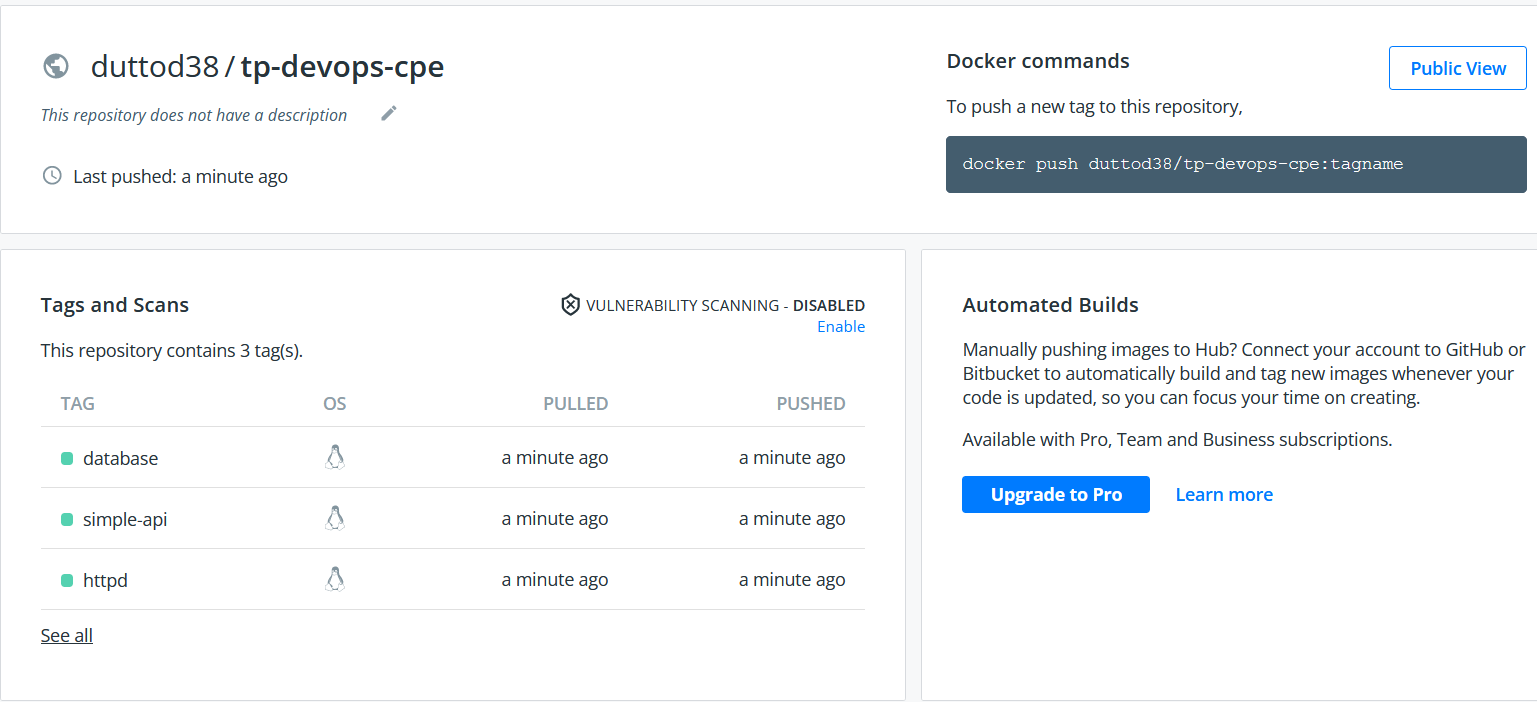 duttod38 / tp-devops-cpe
This repository does not have a description
Last pushed: a minute ago
Docker commands
Public View
To push a new tag to this repository,
docker push duttod38/tp-devops-cpe:tagname
Tags and Scans
VULNERABILITY SCANNING - DISABLED
Enable
This repository contains 3 tag(s).
TAG OS PULLED PUSHED
database a minute ago a minute ago
simple-api a minute ago a minute ago
httpd a minute ago a minute ago
See all
Automated Builds
Manually pushing images to Hub? Connect your account to GitHub or
Bitbucket to automatically build and tag new images whenever your
code is updated, so you can focus your time on creating.
Available with Pro, Team and Business subscriptions.
Upgrade to Pro Learn more